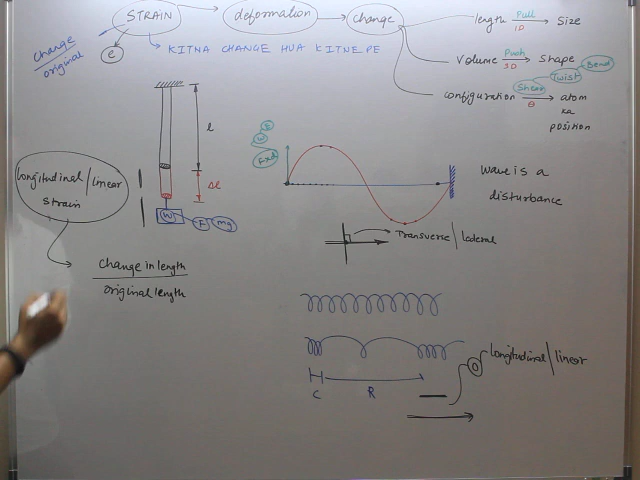 STRAIN
deformation
change
length Pull Size
1D
change
original
e
KITNA CHANGE HUA KITNE PE
Volume Push Shape
3D
Bend
Twist
Shear
configuration atom
θ
ka
position
l
Δl
W
F
mg
longitudinal/linear
strain
change in length
original length
wave is a
disturbance
Transverse/lateral
longitudinal/linear
C R